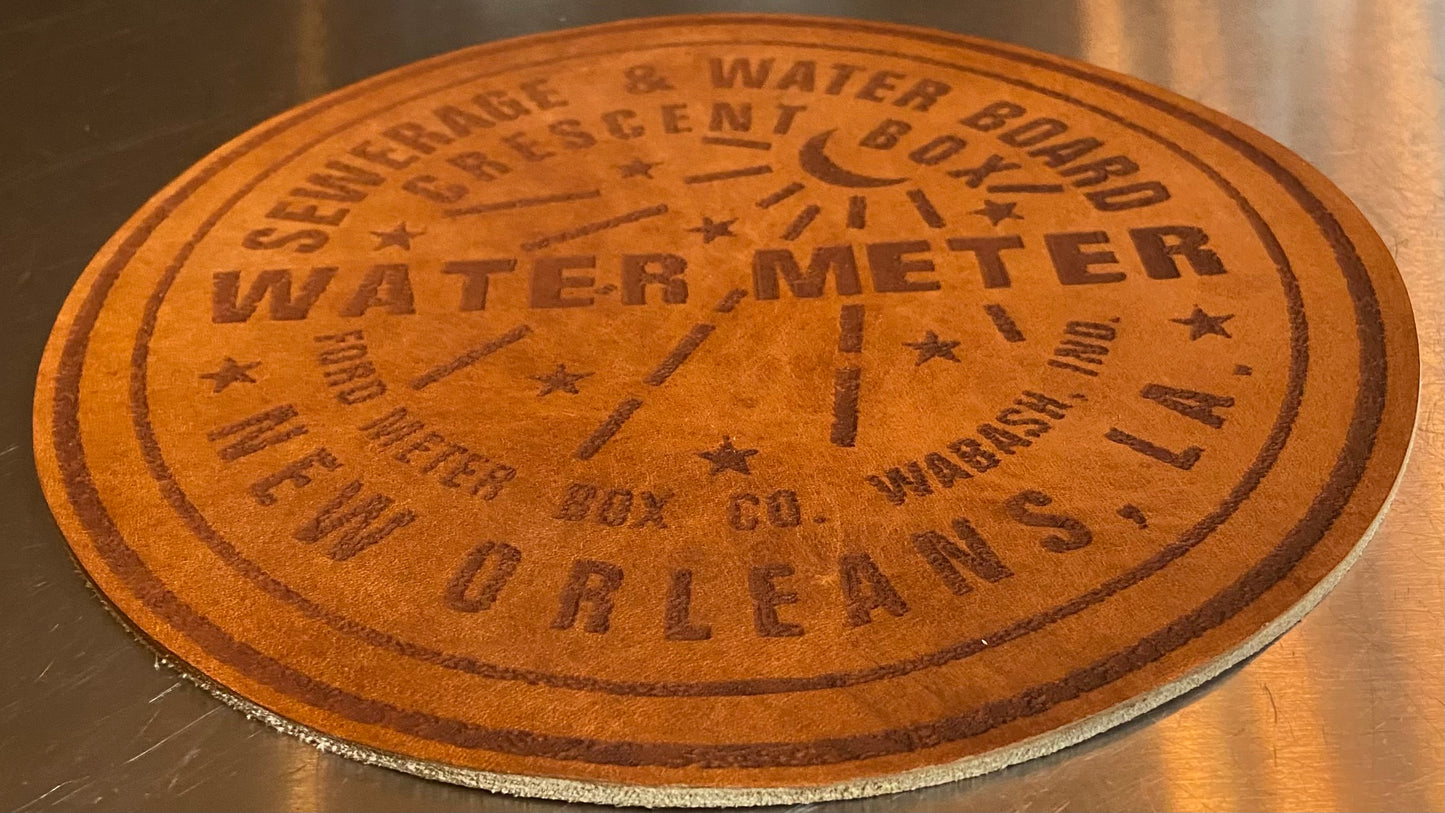 SEWERAGE & WATER BOARD
CRESCENT BOX
WATER METER
FORD METER BOX CO. WABASH, IND.
NEW ORLEANS, LA.